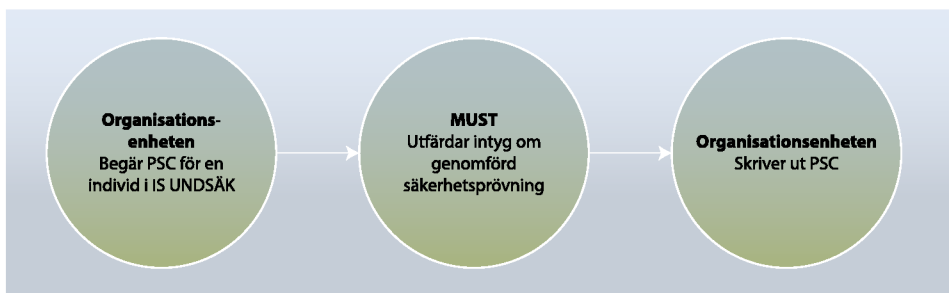 Organisations-
enheten
Begär PSC för en
individ i IS UNDSÄK
MUST
Utfärdar intyg om
genomförd
säkerhetsprövning
Organisationsenheten
Skriver ut PSC